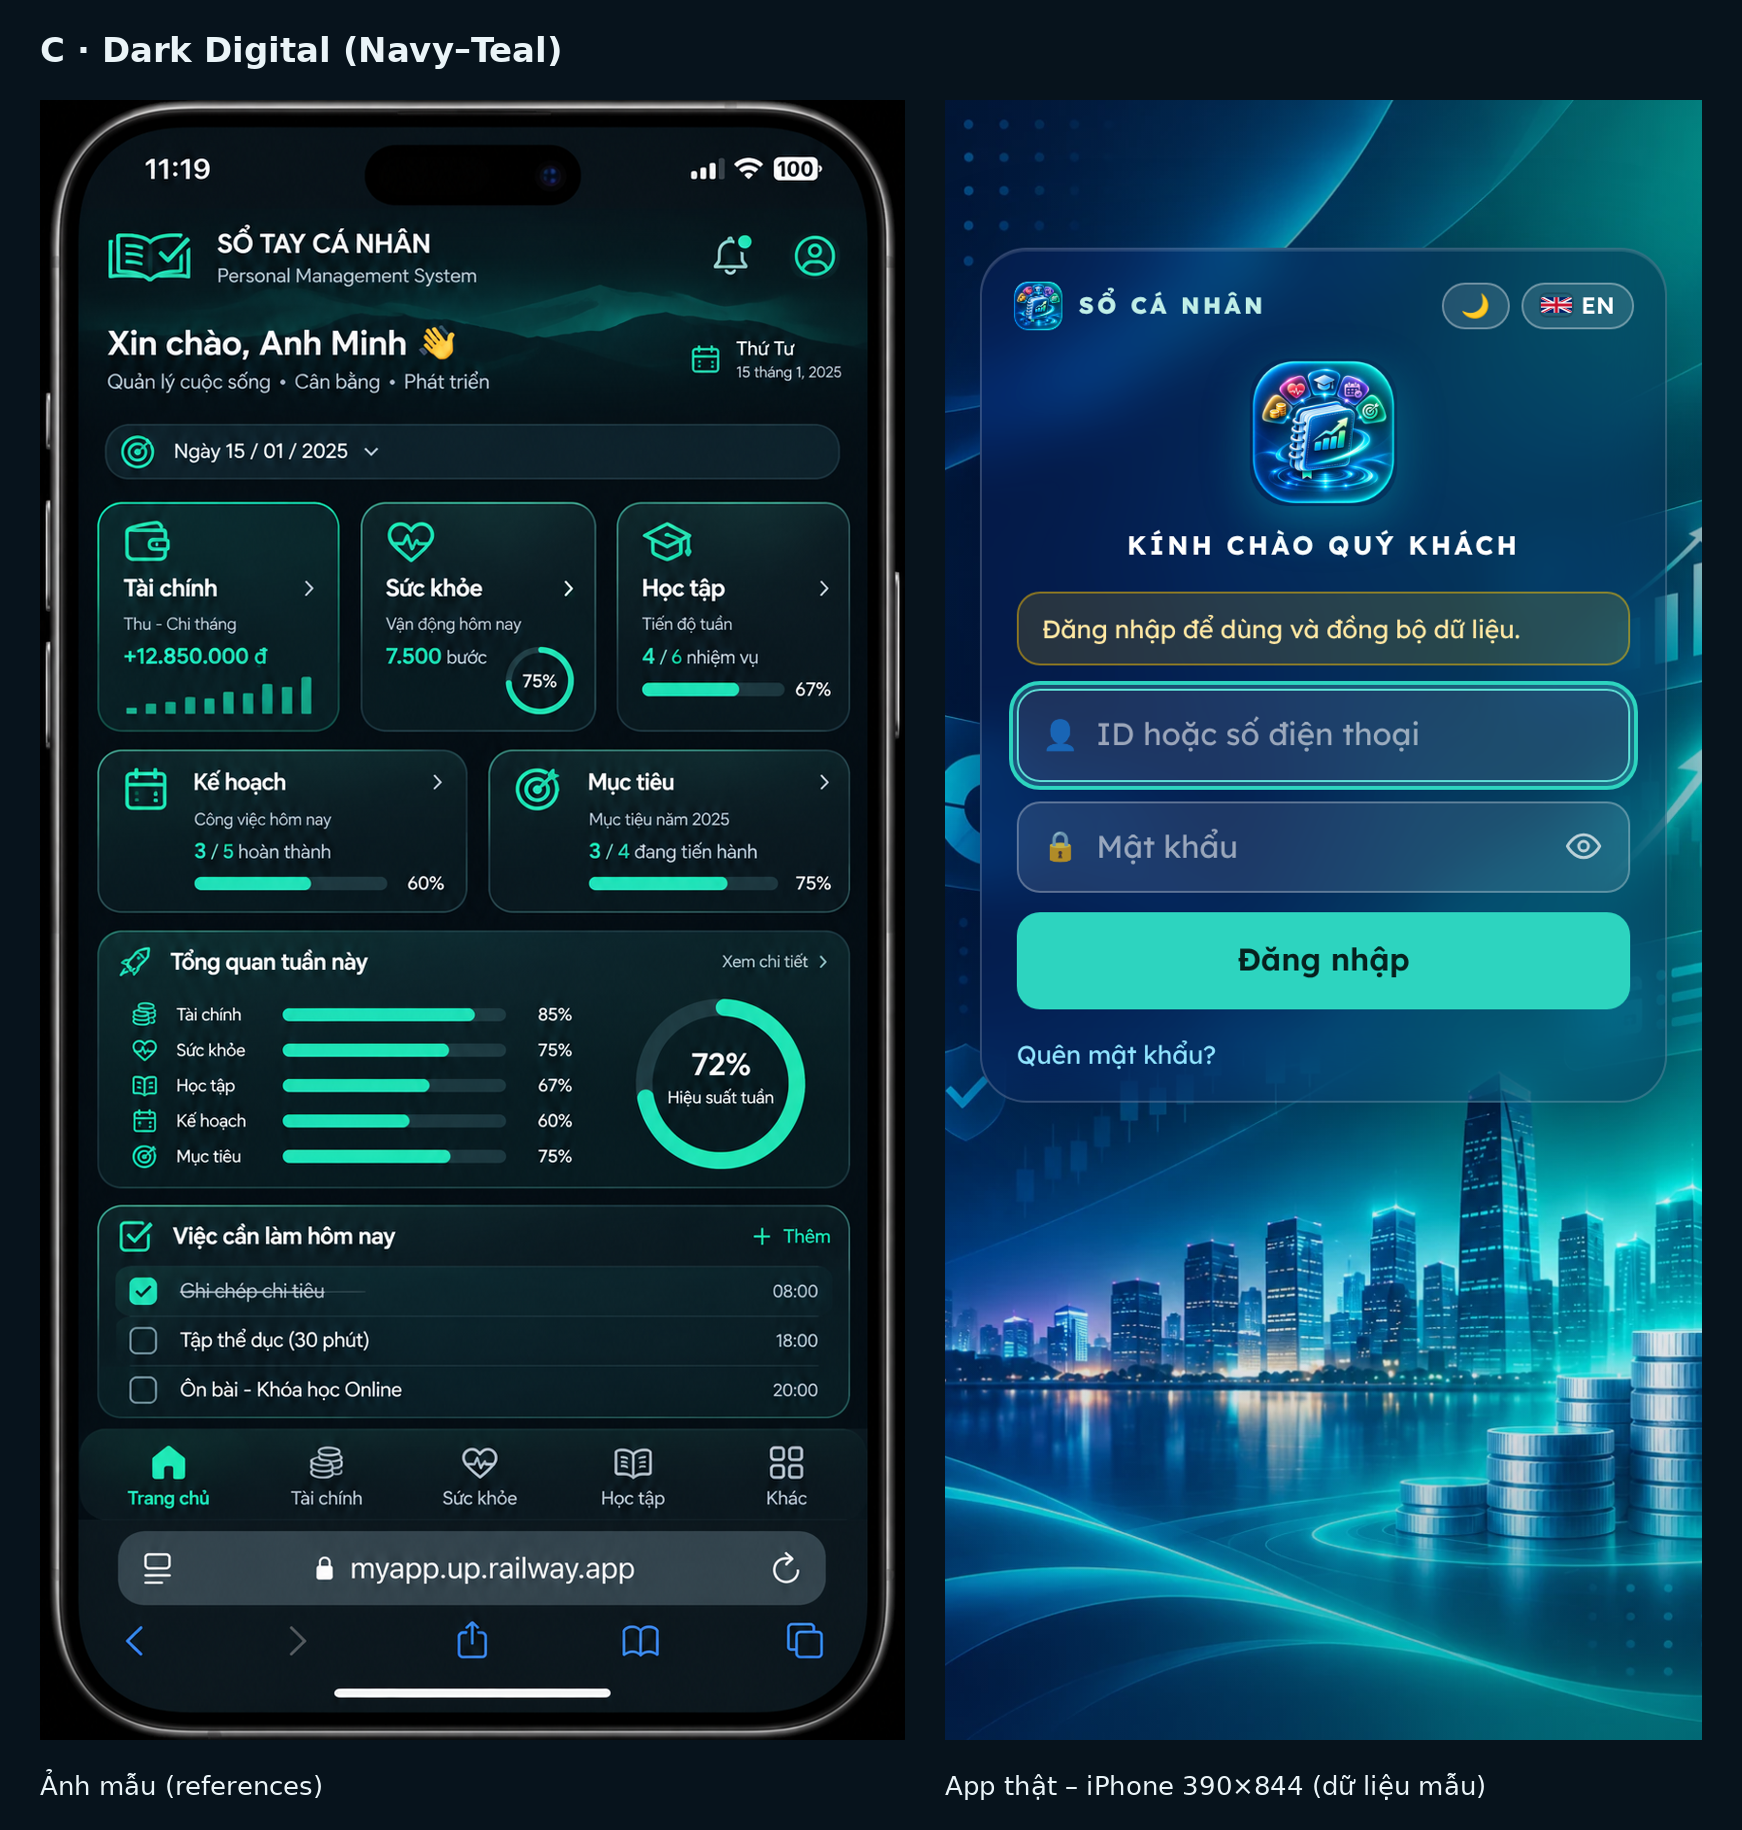 C · Dark Digital (Navy–Teal)
11:19
100
SỔ TAY CÁ NHÂN
Personal Management System
Xin chào, Anh Minh 👋
Quản lý cuộc sống • Cân bằng • Phát triển
Thứ Tư
15 tháng 1, 2025
Ngày 15 / 01 / 2025
Tài chính
Thu - Chi tháng
+12.850.000 đ
Sức khỏe
Vận động hôm nay
7.500 bước
75%
Học tập
Tiến độ tuần
4 / 6 nhiệm vụ
67%
Kế hoạch
Công việc hôm nay
3 / 5 hoàn thành
60%
Mục tiêu
Mục tiêu năm 2025
3 / 4 đang tiến hành
75%
Tổng quan tuần này
Xem chi tiết
Tài chính 85%
Sức khỏe 75%
Học tập 67%
Kế hoạch 60%
Mục tiêu 75%
72%
Hiệu suất tuần
Việc cần làm hôm nay
+ Thêm
Ghi chép chi tiêu 08:00
Tập thể dục (30 phút) 18:00
Ôn bài - Khóa học Online 20:00
Trang chủ
Tài chính
Sức khỏe
Học tập
Khác
myapp.up.railway.app
Ảnh mẫu (references)
SỔ CÁ NHÂN
EN
KÍNH CHÀO QUÝ KHÁCH
Đăng nhập để dùng và đồng bộ dữ liệu.
ID hoặc số điện thoại
Mật khẩu
Đăng nhập
Quên mật khẩu?
App thật – iPhone 390×844 (dữ liệu mẫu)